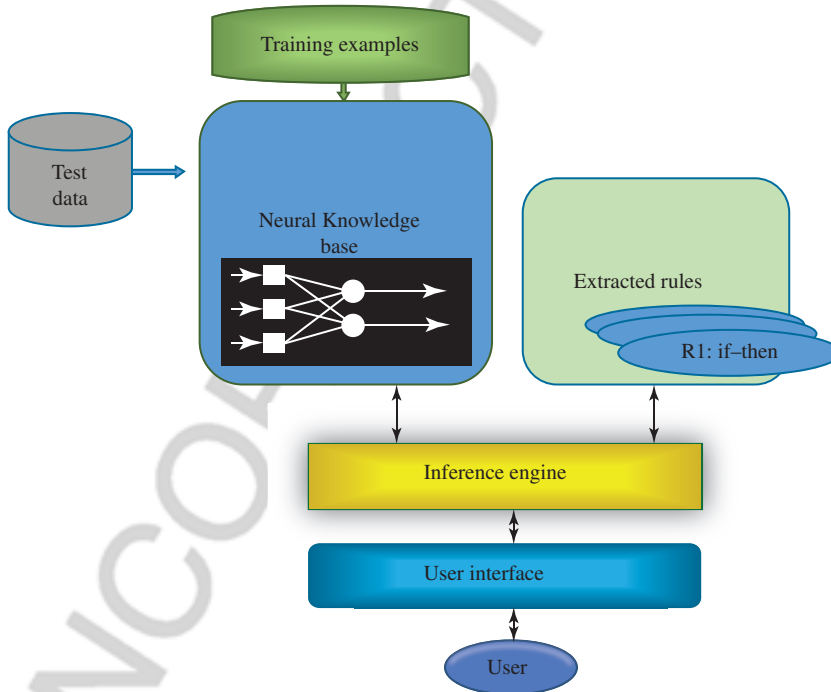 Training examples
Test
data
Neural Knowledge
base
Extracted rules
R1: if–then
Inference engine
User interface
User